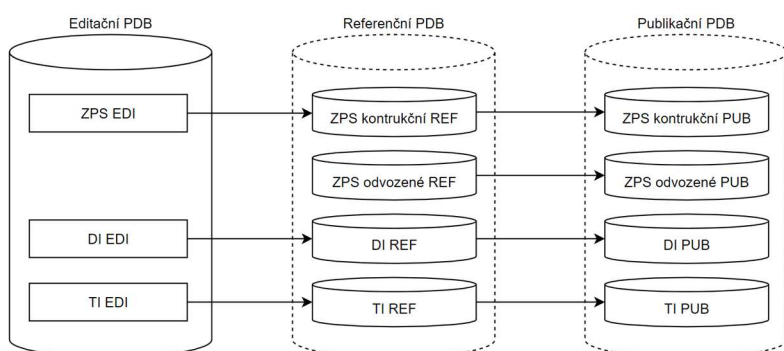 Editační PDB Referenční PDB Publikační PDB
ZPS EDI ZPS kontrukční REF ZPS kontrukční PUB
ZPS odvozené REF ZPS odvozené PUB
DI EDI DI REF DI PUB
TI EDI TI REF TI PUB